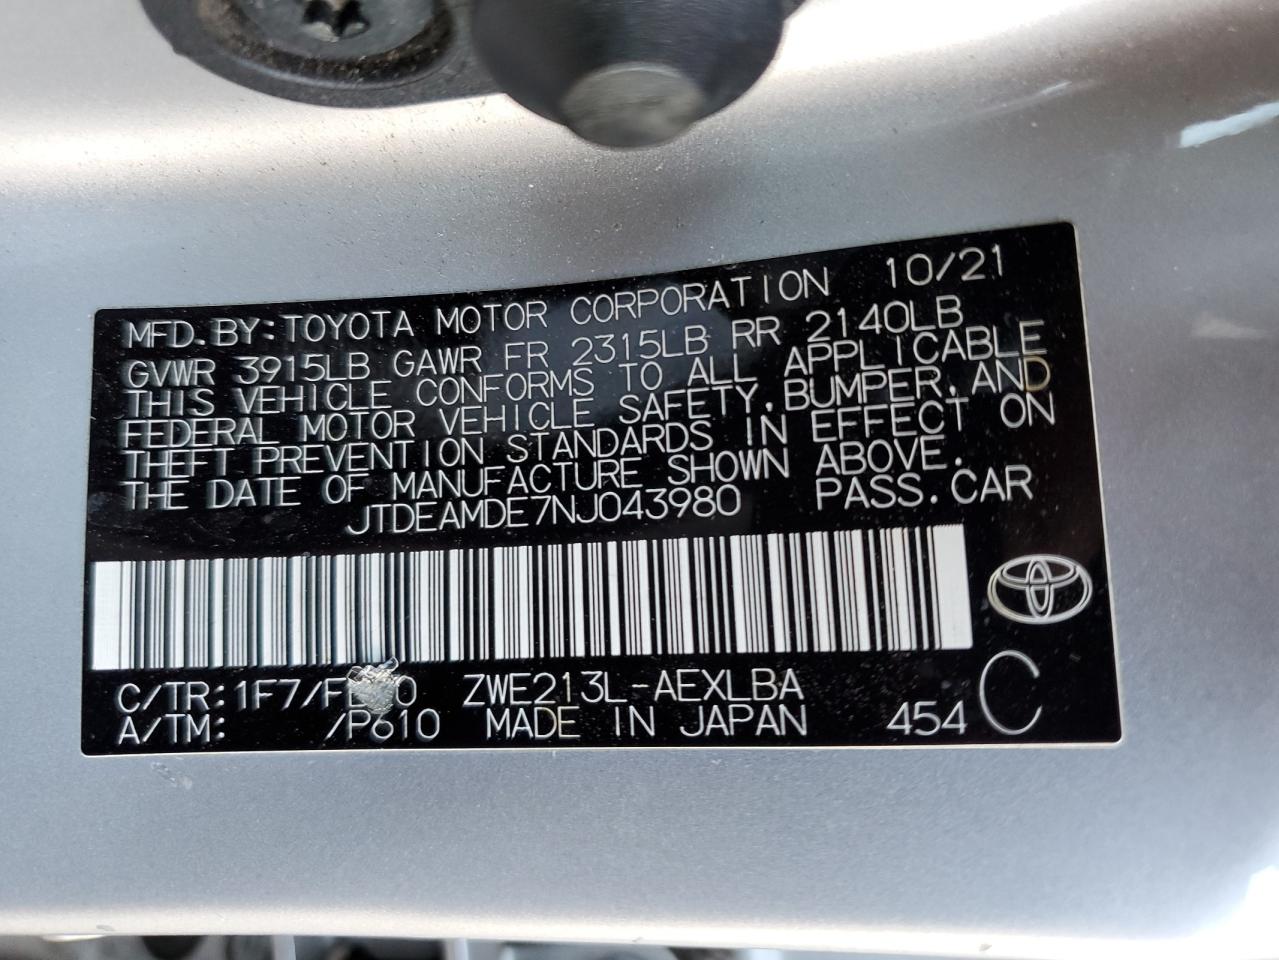 MFD. BY: TOYOTA MOTOR CORPORATION 10/21
GVWR 3915LB GAWR FR 2315LB RR 2140LB
THIS VEHICLE CONFORMS TO ALL APPLICABLE
FEDERAL MOTOR VEHICLE SAFETY, BUMPER, AND
THEFT PREVENTION STANDARDS IN EFFECT ON
THE DATE OF MANUFACTURE SHOWN ABOVE.
JTDEAMDE7NJ043980 PASS. CAR
C/TR: ZWE213L-AEXLBA
A/TM: /P610 MADE IN JAPAN 454 C